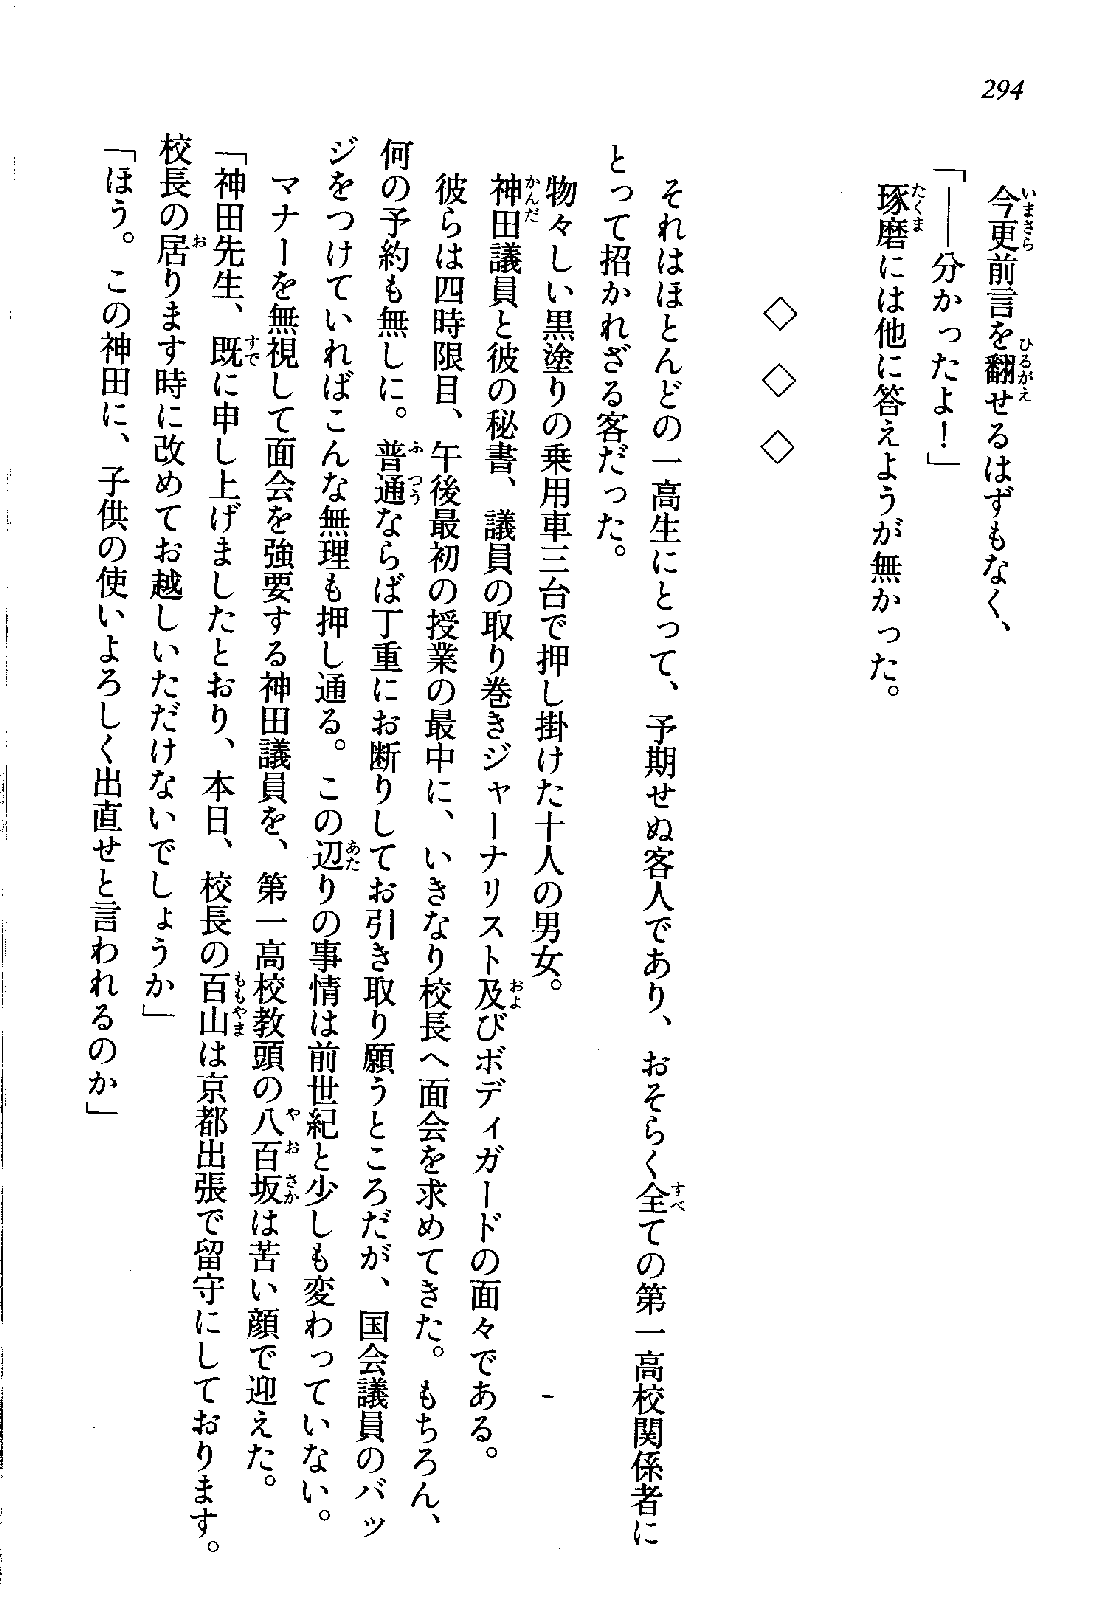 294
今更前言を翻せるはずもなく、
「――分かったよ！」
琢磨には他に答えようが無かった。
◇　◇　◇
それはほとんどの一高生にとって、予期せぬ客人であり、おそらく全ての第一高校関係者に
とって招かれざる客だった。
物々しい黒塗りの乗用車三台で押し掛けた十人の男女。
神田議員と彼の秘書、議員の取り巻きジャーナリスト及びボディガードの面々である。
彼らは四時限目、午後最初の授業の最中に、いきなり校長へ面会を求めてきた。もちろん、
何の予約も無しに。普通ならば丁重にお断りしてお引き取り願うところだが、国会議員のバッ
ジをつけていればこんな無理も押し通る。この辺りの事情は前世紀と少しも変わっていない。
マナーを無視して面会を強要する神田議員を、第一高校教頭の八百坂は苦い顔で迎えた。
「神田先生、既に申し上げましたとおり、本日、校長の百山は京都出張で留守にしております。
校長の居ります時に改めてお越しいただけないでしょうか」
「ほう。この神田に、子供の使いよろしく出直せと言われるのか」